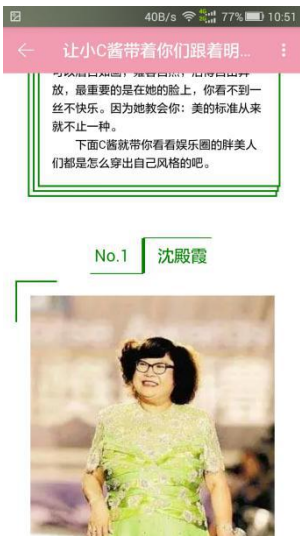 40B/s 4G 77% 10:51
让小C酱带着你们跟着明...
放，最重要的是在她的脸上，你看不到一
丝不快乐。因为她教会你：美的标准从来
就不止一种。
下面C酱就带你看看娱乐圈的胖美人
们都是怎么穿出自己风格的吧。
No.1 沈殿霞